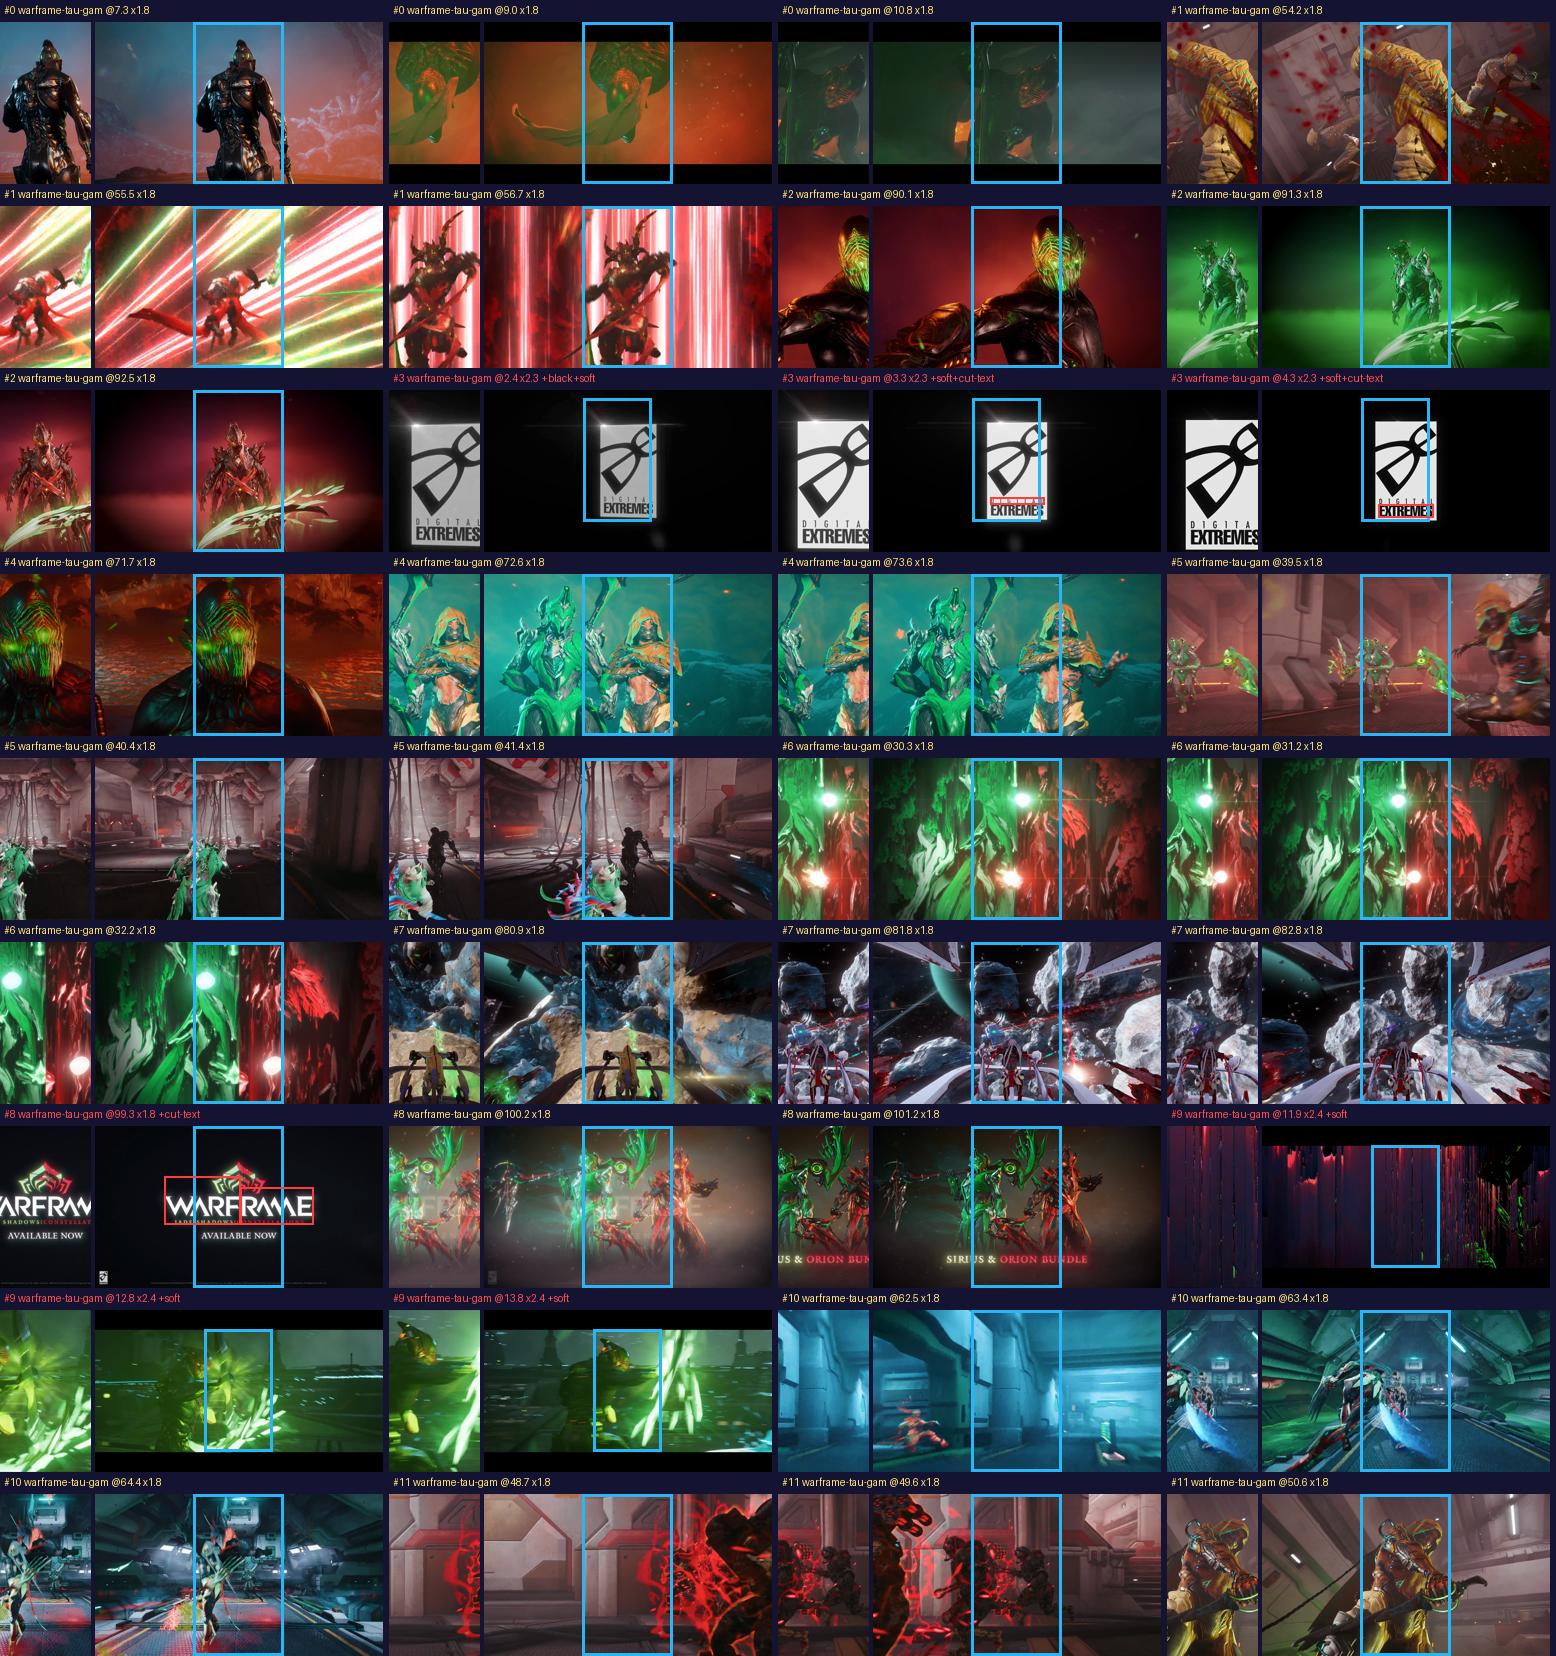 #0 warframe-tau-gam @7.3 x1.8
#0 warframe-tau-gam @9.0 x1.8
#0 warframe-tau-gam @10.8 x1.8
#1 warframe-tau-gam @54.2 x1.8
#1 warframe-tau-gam @55.5 x1.8
#1 warframe-tau-gam @56.7 x1.8
#2 warframe-tau-gam @90.1 x1.8
#2 warframe-tau-gam @91.3 x1.8
#2 warframe-tau-gam @92.5 x1.8
#3 warframe-tau-gam @2.4 x2.3 +black+soft
#3 warframe-tau-gam @3.3 x2.3 +soft+cut-text
#3 warframe-tau-gam @4.3 x2.3 +soft+cut-text
DIGITAL
EXTREMES
DIGITAL
EXTREMES
DIGITAL
EXTREMES
#4 warframe-tau-gam @71.7 x1.8
#4 warframe-tau-gam @72.6 x1.8
#4 warframe-tau-gam @73.6 x1.8
#5 warframe-tau-gam @39.5 x1.8
#5 warframe-tau-gam @40.4 x1.8
#5 warframe-tau-gam @41.4 x1.8
#6 warframe-tau-gam @30.3 x1.8
#6 warframe-tau-gam @31.2 x1.8
#6 warframe-tau-gam @32.2 x1.8
#7 warframe-tau-gam @80.9 x1.8
#7 warframe-tau-gam @81.8 x1.8
#7 warframe-tau-gam @82.8 x1.8
#8 warframe-tau-gam @99.3 x1.8 +cut-text
#8 warframe-tau-gam @100.2 x1.8
#8 warframe-tau-gam @101.2 x1.8
#9 warframe-tau-gam @11.9 x2.4 +soft
ARFRAM
SHADOWS
AVAILABLE NOW
WARFRAME
JADE SHADOWS: CONSTELLATIONS
AVAILABLE NOW
US & ORION BUN
SIRIUS & ORION BUNDLE
#9 warframe-tau-gam @12.8 x2.4 +soft
#9 warframe-tau-gam @13.8 x2.4 +soft
#10 warframe-tau-gam @62.5 x1.8
#10 warframe-tau-gam @63.4 x1.8
#10 warframe-tau-gam @64.4 x1.8
#11 warframe-tau-gam @48.7 x1.8
#11 warframe-tau-gam @49.6 x1.8
#11 warframe-tau-gam @50.6 x1.8